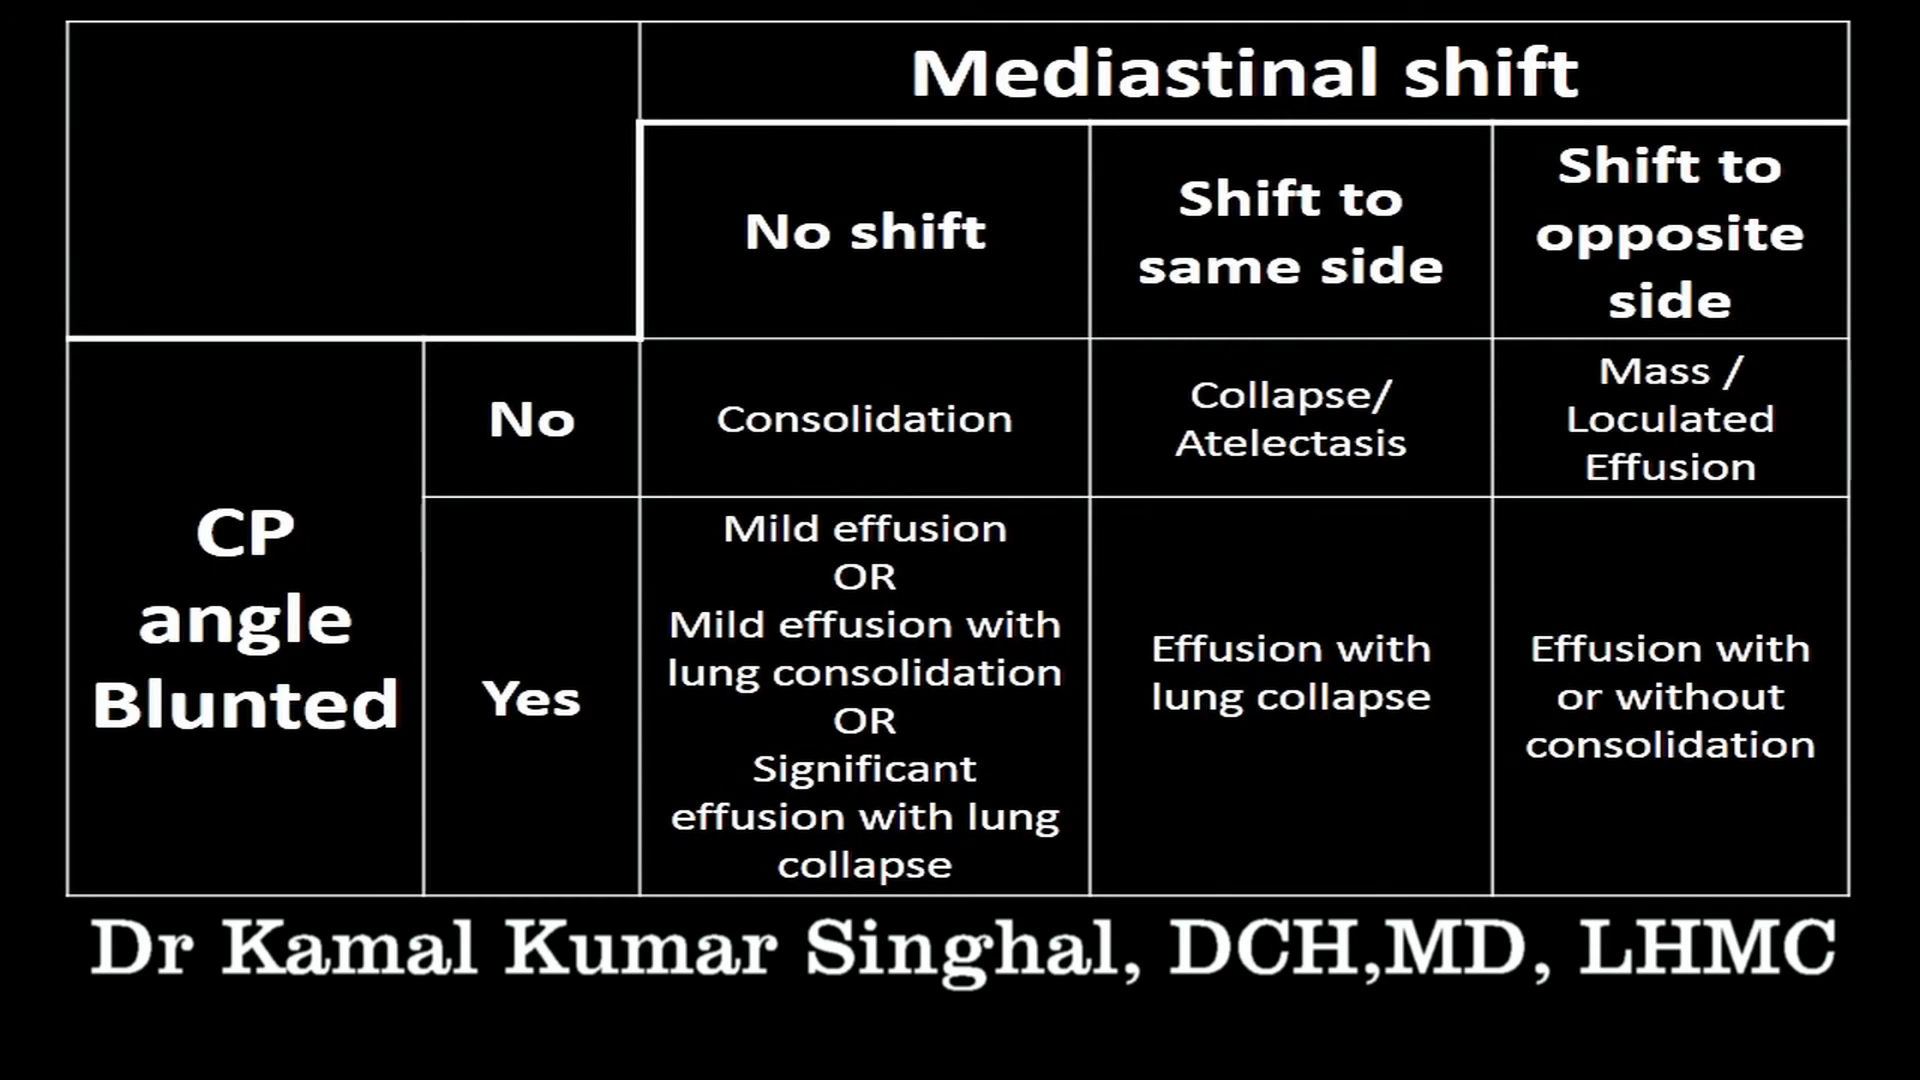 Mediastinal shift
No shift
Shift to
same side
Shift to
opposite
side
CP
angle
Blunted
No
Consolidation
Collapse/
Atelectasis
Mass /
Loculated
Effusion
Yes
Mild effusion
OR
Mild effusion with
lung consolidation
OR
Significant
effusion with lung
collapse
Effusion with
lung collapse
Effusion with
or without
consolidation
Dr Kamal Kumar Singhal, DCH,MD, LHMC